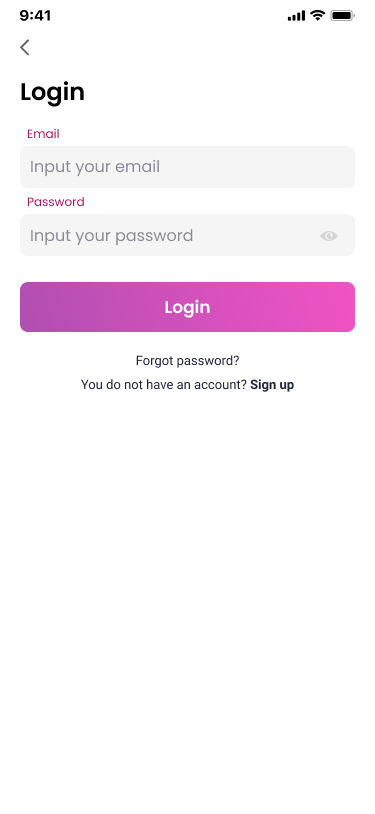 9:41
Login
Email
Input your email
Password
Input your password
Login
Forgot password?
You do not have an account? Sign up